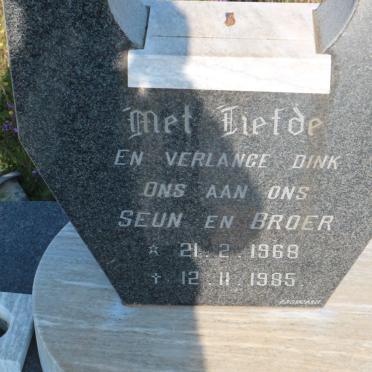 Met Liefde
EN VERLANGE DINK
ONS AAN ONS
SEUN EN BROER
* 21.2.1968
† 12.11.1985